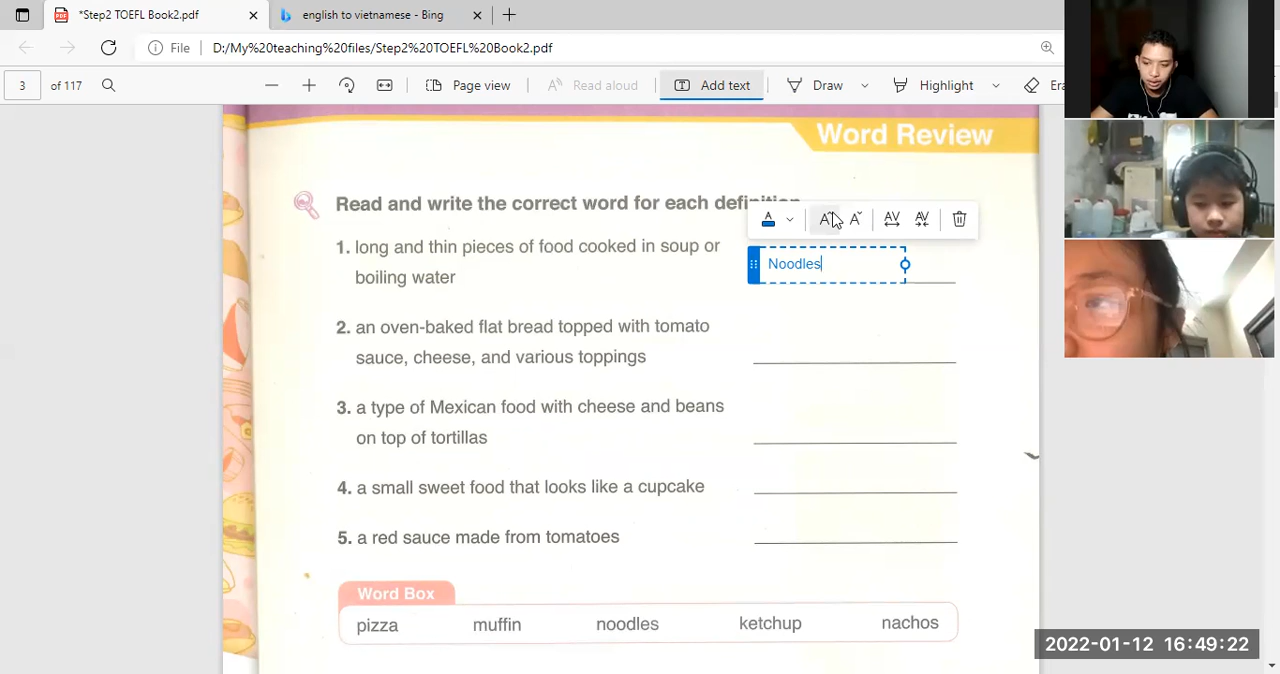 *Step2 TOEFL Book2.pdf
english to vietnamese - Bing
File
D:/My%20teaching%20files/Step2%20TOEFL%20Book2.pdf
3
of 117
Page view
Read aloud
Add text
Draw
Highlight
Era
Word Review
Read and write the correct word for each definition.
1. long and thin pieces of food cooked in soup or
boiling water
Noodles
2. an oven-baked flat bread topped with tomato
sauce, cheese, and various toppings
3. a type of Mexican food with cheese and beans
on top of tortillas
4. a small sweet food that looks like a cupcake
5. a red sauce made from tomatoes
Word Box
pizza muffin noodles ketchup nachos
2022-01-12 16:49:22